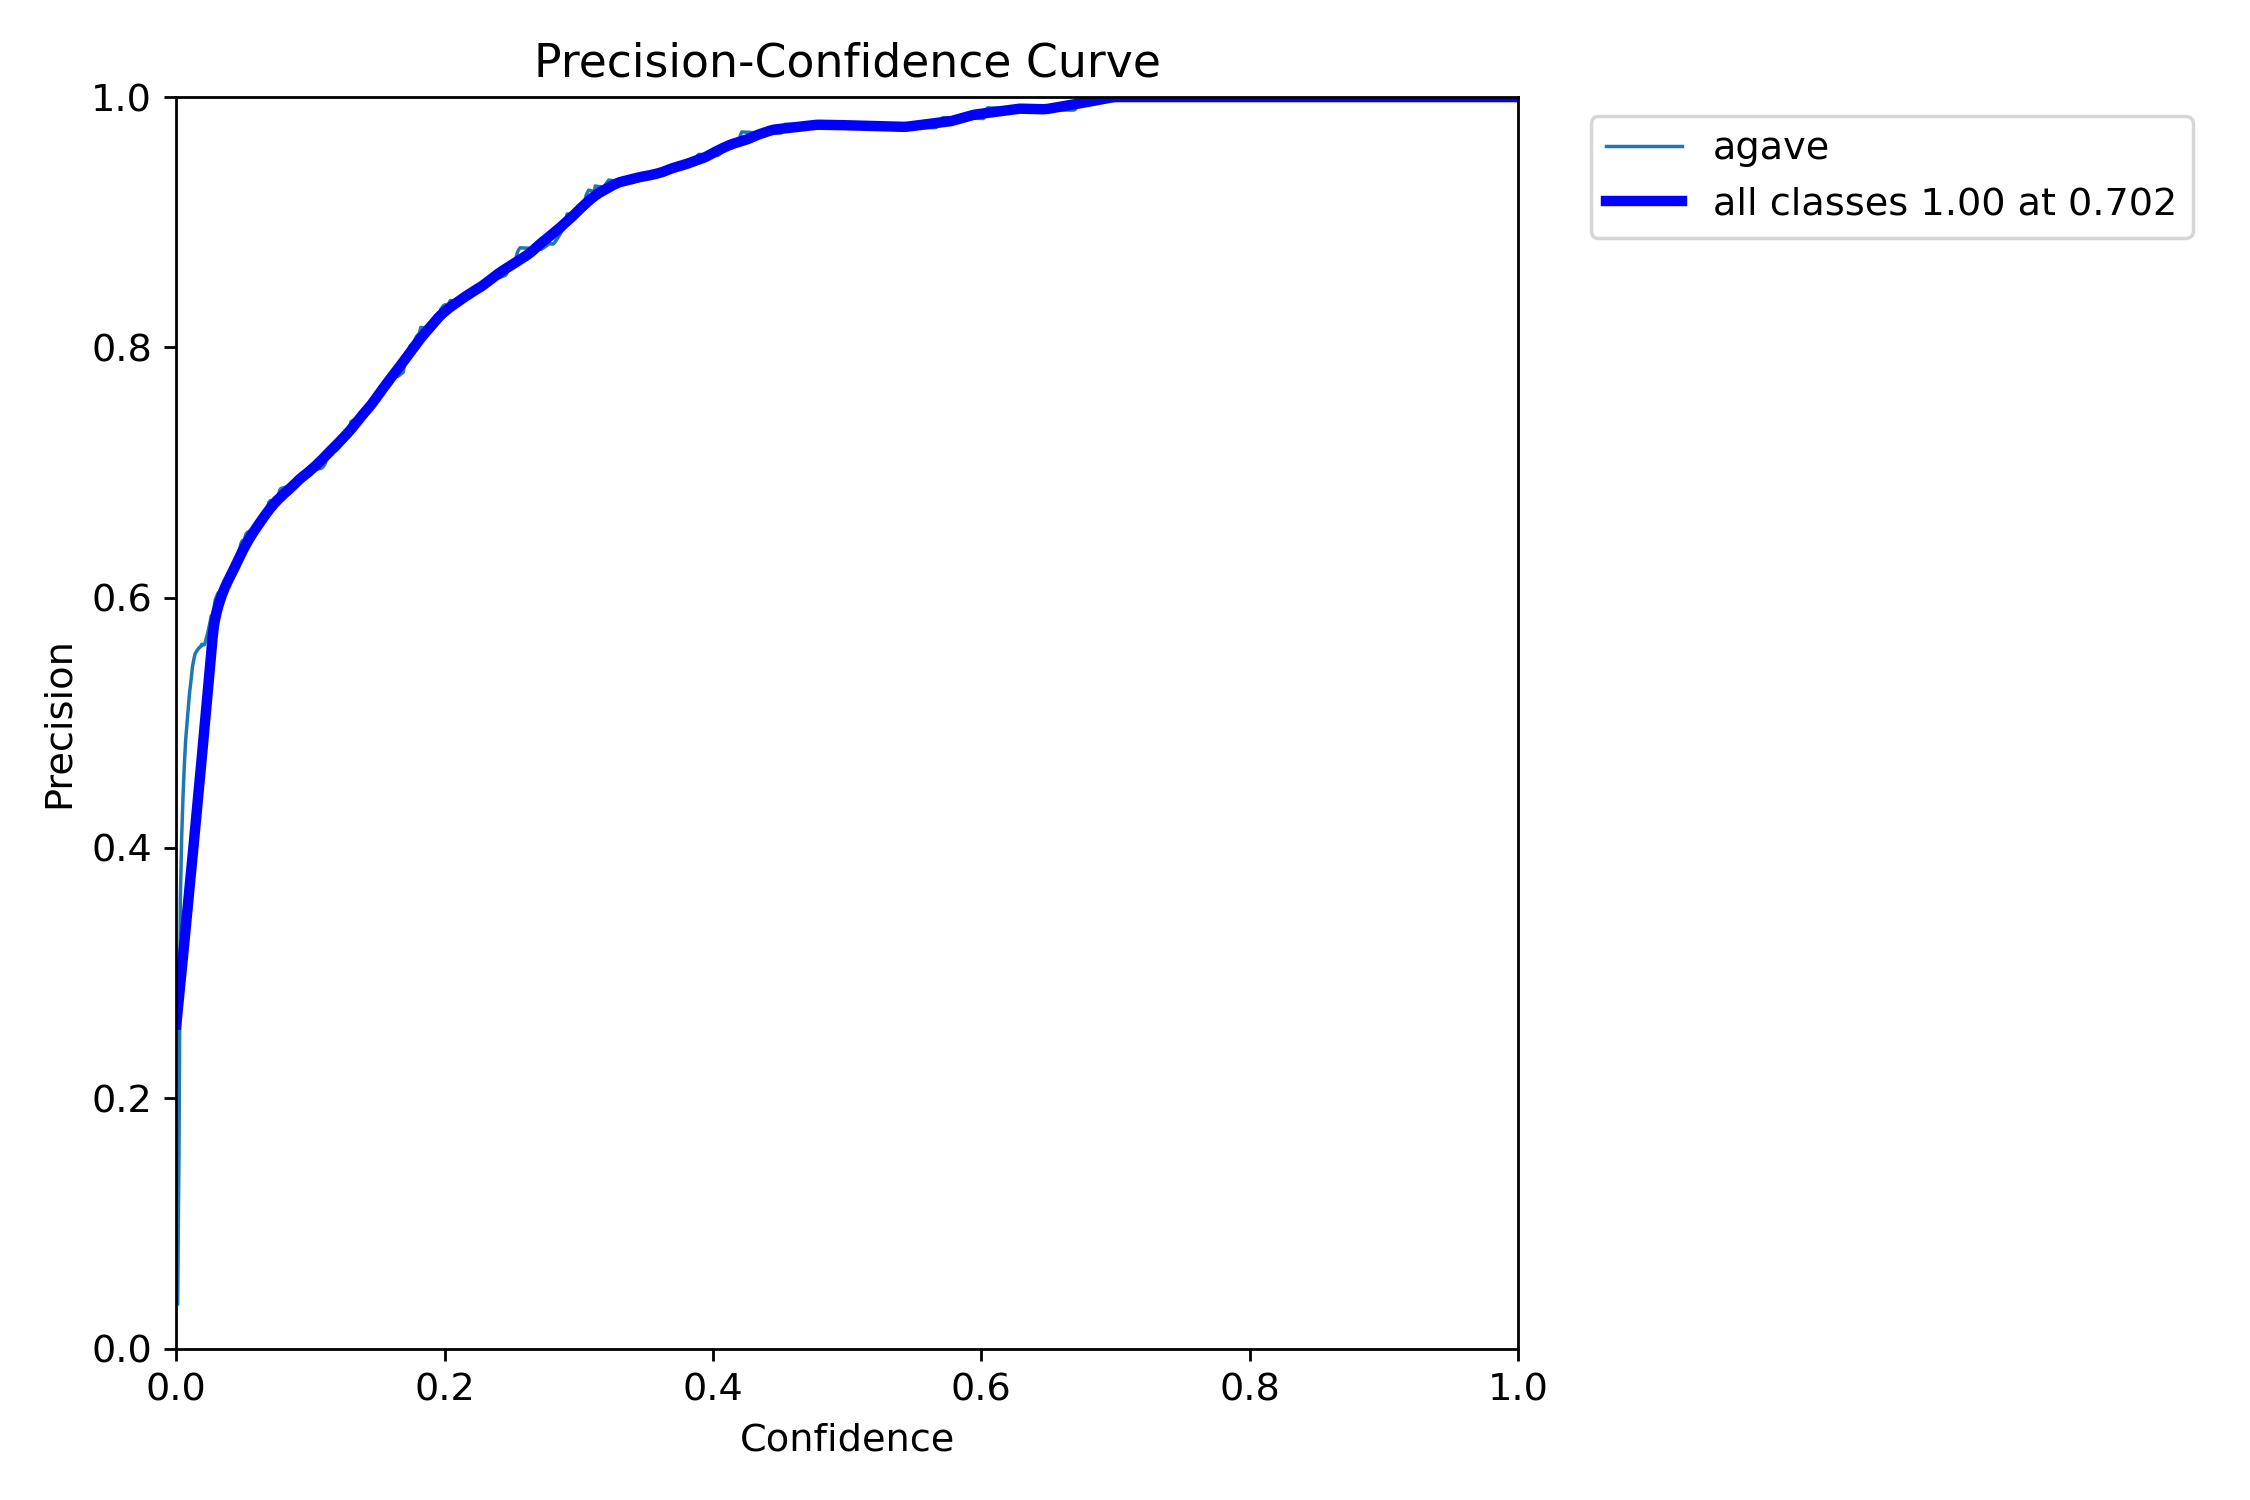 Precision-Confidence Curve
1.0
0.8
0.6
0.4
0.2
0.0
Precision
0.0 0.2 0.4 0.6 0.8 1.0
Confidence
agave
all classes 1.00 at 0.702